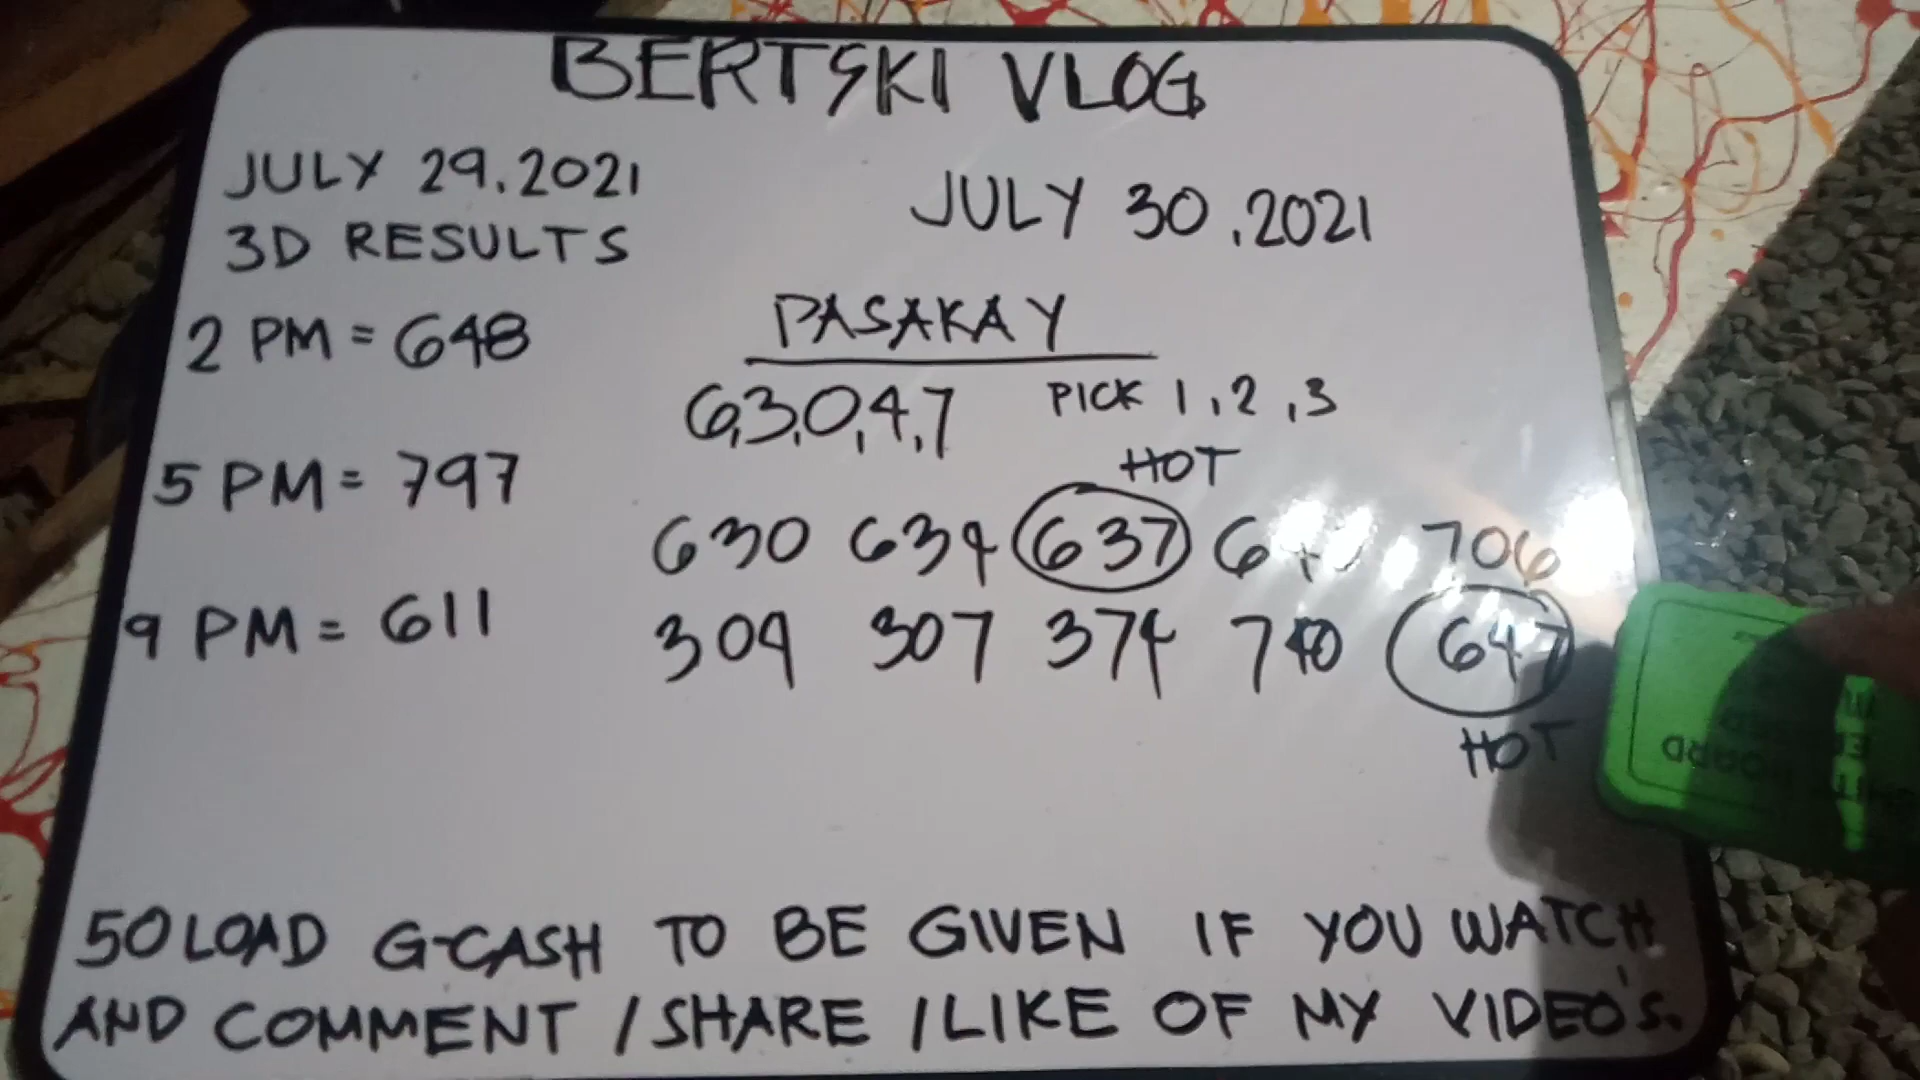 BERTSKI VLOG
JULY 29, 2021
3D RESULTS
2 PM = 648
5 PM = 797
9 PM = 611
JULY 30, 2021
PASAKAY
6,3,0,4,7 PICK 1,2,3
HOT
630 634 637 706
304 307 374 740 647
HOT
50 LOAD G-CASH TO BE GIVEN IF YOU WATCH
AND COMMENT / SHARE / LIKE OF MY VIDEO'S.